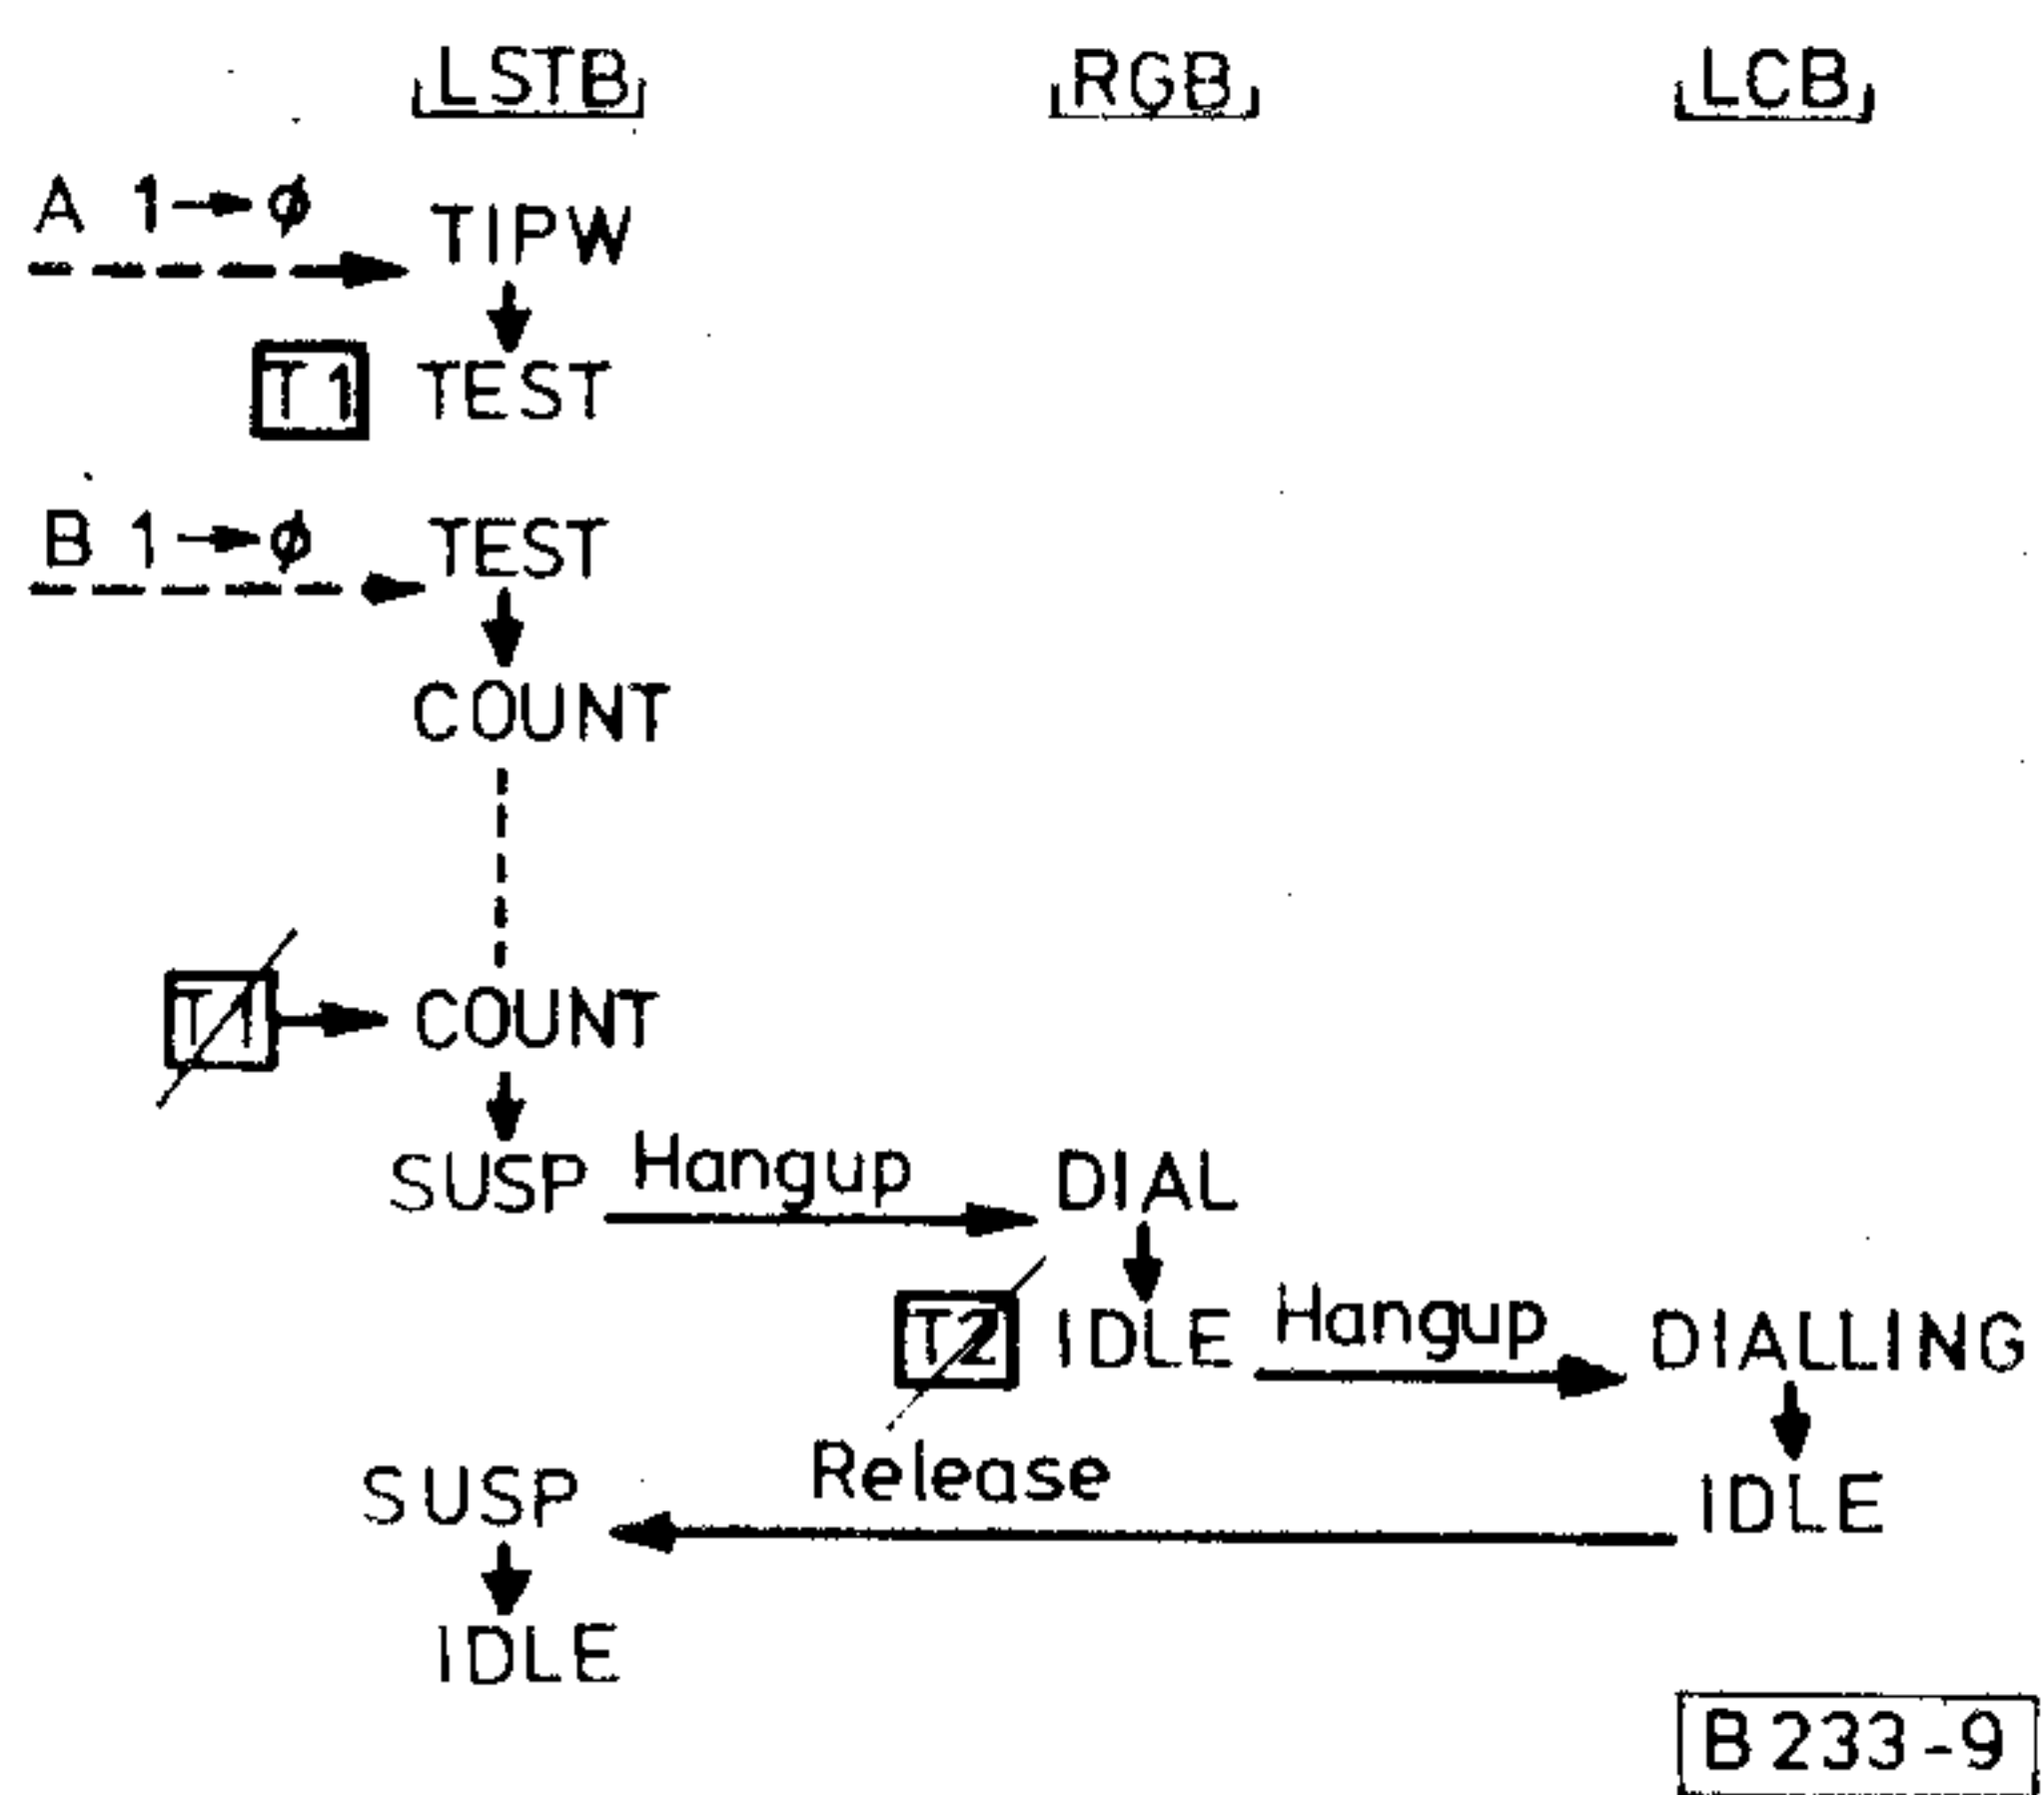 LSTB RGB LCB
A 1→ø TIPW
T1 TEST
B 1→ø TEST
COUNT
T1 COUNT
SUSP Hangup DIAL
T2 IDLE Hangup DIALLING
SUSP Release IDLE
IDLE
B233-9